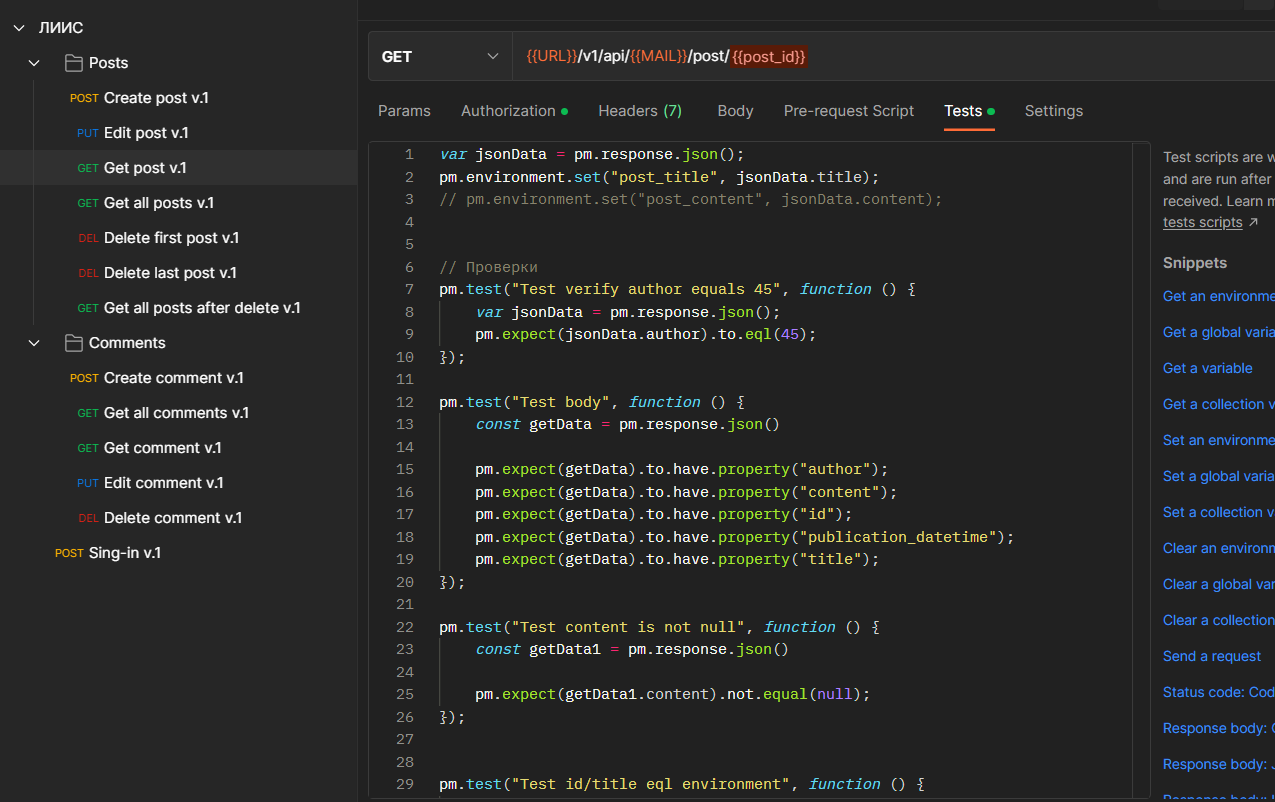 ЛИИС
Posts
POST Create post v.1
PUT Edit post v.1
GET Get post v.1
GET Get all posts v.1
DEL Delete first post v.1
DEL Delete last post v.1
GET Get all posts after delete v.1
Comments
POST Create comment v.1
GET Get all comments v.1
GET Get comment v.1
PUT Edit comment v.1
DEL Delete comment v.1
POST Sing-in v.1
GET {{URL}}/v1/api/{{MAIL}}/post/{{post_id}}
Params Authorization Headers (7) Body Pre-request Script Tests Settings
1 var jsonData = pm.response.json();
2 pm.environment.set("post_title", jsonData.title);
3 // pm.environment.set("post_content", jsonData.content);
4
5
6 // Проверки
7 pm.test("Test verify author equals 45", function () {
8 var jsonData = pm.response.json();
9 pm.expect(jsonData.author).to.eql(45);
10 });
11
12 pm.test("Test body", function () {
13 const getData = pm.response.json()
14
15 pm.expect(getData).to.have.property("author");
16 pm.expect(getData).to.have.property("content");
17 pm.expect(getData).to.have.property("id");
18 pm.expect(getData).to.have.property("publication_datetime");
19 pm.expect(getData).to.have.property("title");
20 });
21
22 pm.test("Test content is not null", function () {
23 const getData1 = pm.response.json()
24
25 pm.expect(getData1.content).not.equal(null);
26 });
27
28
29 pm.test("Test id/title eql environment", function () {
Test scripts are w
and are run after
received. Learn m
tests scripts ↗
Snippets
Get an environme
Get a global varia
Get a variable
Get a collection v
Set an environme
Set a global varia
Set a collection v
Clear an environn
Clear a global var
Clear a collection
Send a request
Status code: Cod
Response body:
Response body: